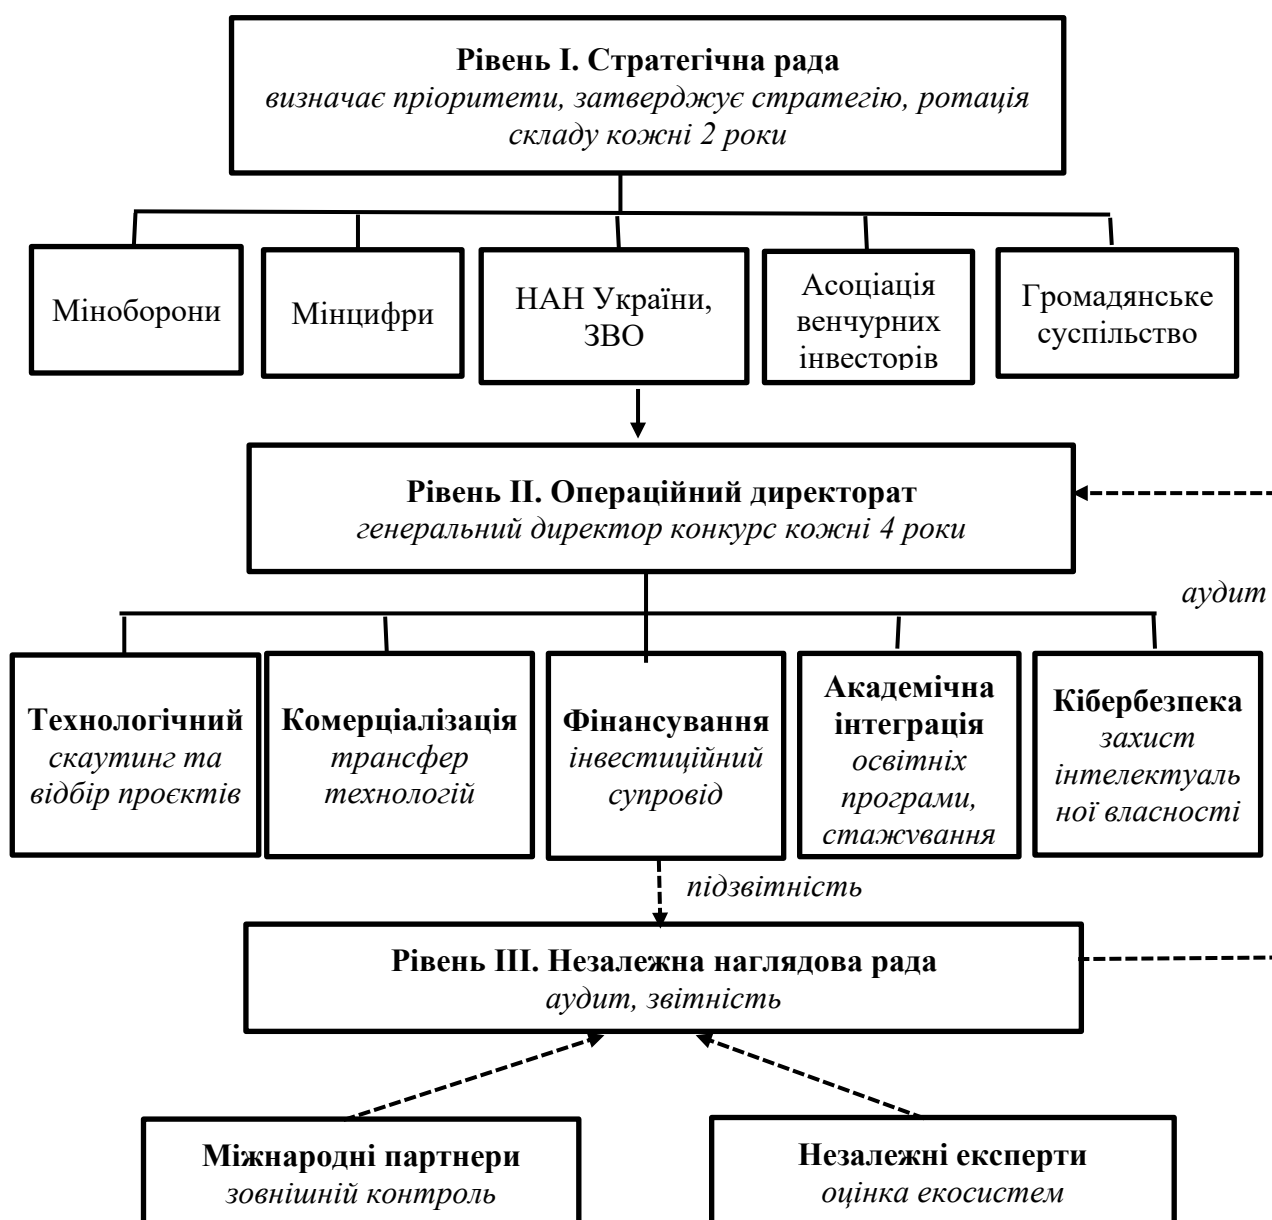 Рівень I. Стратегічна рада
визначає пріоритети, затверджує стратегію, ротація
складу кожні 2 роки
Міноборони
Мінцифри
НАН України,
ЗВО
Асоціація
венчурних
інвесторів
Громадянське
суспільство
Рівень II. Операційний директорат
генеральний директор конкурс кожні 4 роки
аудит
Технологічний
скаутинг та
відбір проєктів
Комерціалізація
трансфер
технологій
Фінансування
інвестиційний
супровід
Академічна
інтеграція
освітніх
програми,
стажування
Кібербезпека
захист
інтелектуаль
ної власності
підзвітність
Рівень III. Незалежна наглядова рада
аудит, звітність
Міжнародні партнери
зовнішній контроль
Незалежні експерти
оцінка екосистем